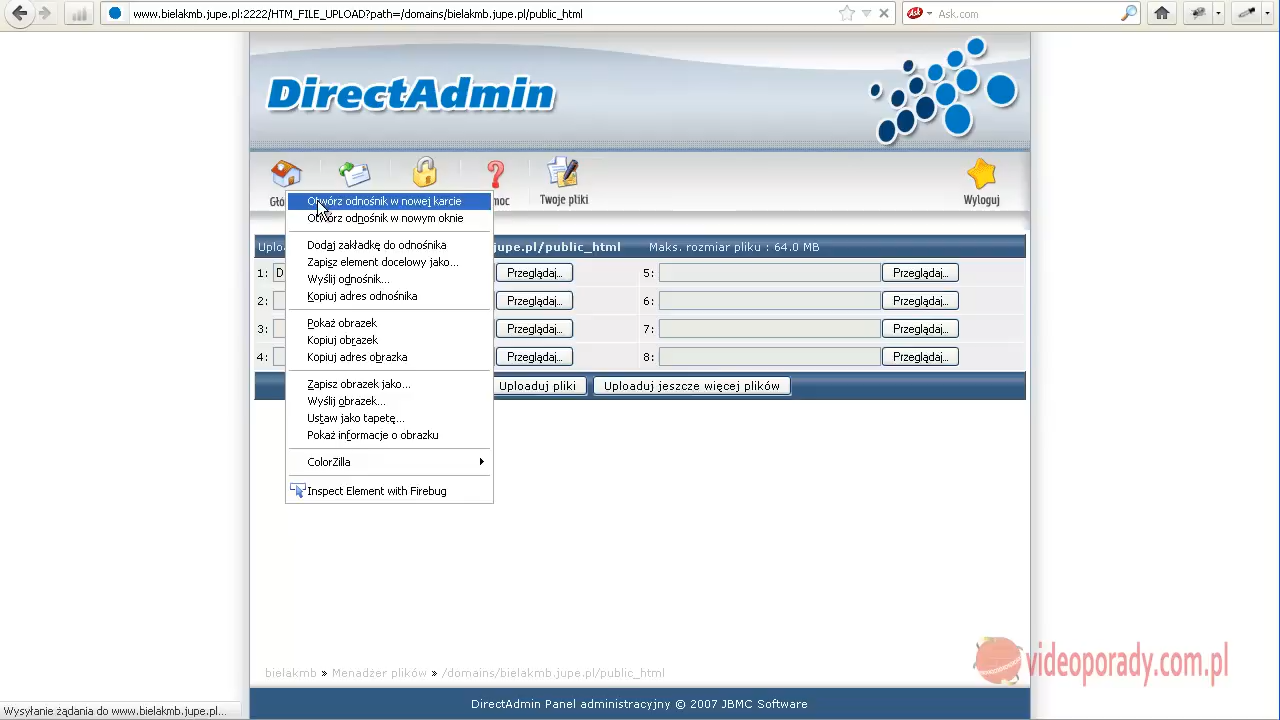 www.bielakmb.jupe.pl:2222/HTM_FILE_UPLOAD?path=/domains/bielakmb.jupe.pl/public_html
Ask
Ask.com
DirectAdmin
Twoje pliki
Wyloguj
Otwórz odnośnik w nowej karcie
Otwórz odnośnik w nowym oknie
Dodaj zakładkę do odnośnika
Zapisz element docelowy jako...
Wyślij odnośnik...
Kopiuj adres odnośnika
Pokaż obrazek
Kopiuj obrazek
Kopiuj adres obrazka
Zapisz obrazek jako...
Wyślij obrazek...
Ustaw jako tapetę...
Pokaż informacje o obrazku
ColorZilla
Inspect Element with Firebug
jupe.pl/public_html Maks. rozmiar pliku : 64.0 MB
1: D Przeglądaj... 5: Przeglądaj...
2: Przeglądaj... 6: Przeglądaj...
3: Przeglądaj... 7: Przeglądaj...
4: Przeglądaj... 8: Przeglądaj...
Uploaduj pliki Uploaduj jeszcze więcej plików
bielakmb » Menadżer plików » /domains/bielakmb.jupe.pl/public_html
videoporady.com.pl
DirectAdmin Panel administracyjny © 2007 JBMC Software
Wysyłanie żądania do www.bielakmb.jupe.pl...